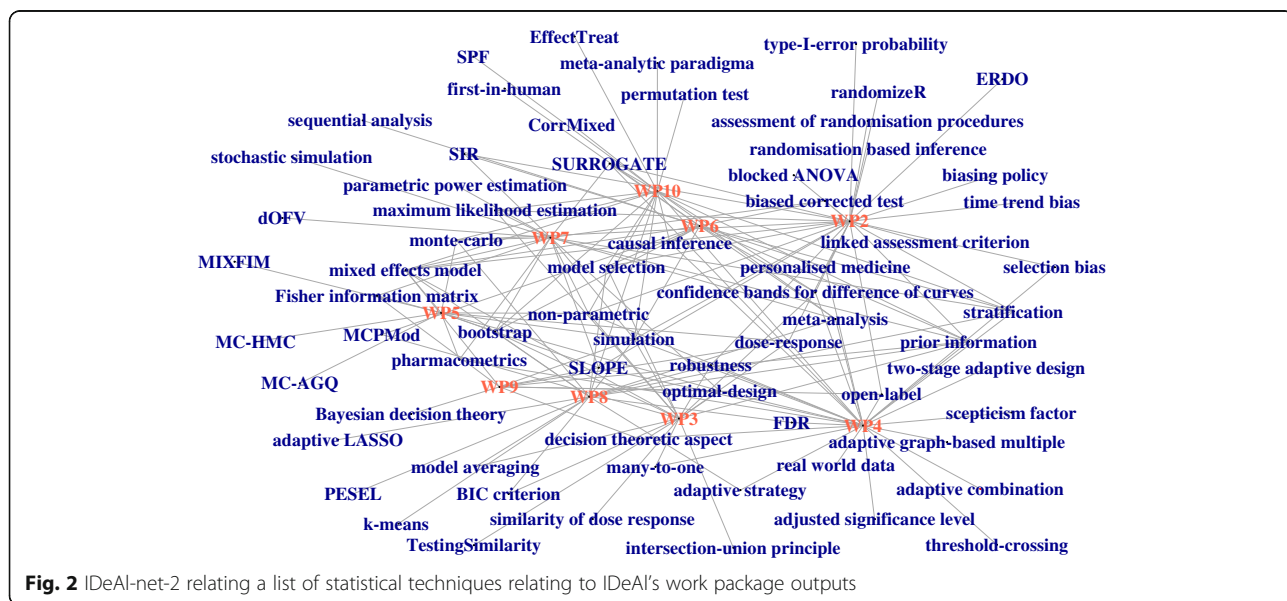 EffectTreat
type-I-error probability
SPF
meta-analytic paradigm
ERDO
first-in-human
permutation test
randomizeR
sequential analysis
CorrMixed
assessment of randomisation procedures
stochastic simulation
SIR
SURROGATE
randomisation based inference
parametric power estimation
WP10
blocked ANOVA
biasing policy
dOFV
maximum likelihood estimation
biased corrected test
time trend bias
WP6
WP2
monte-carlo
WP7
causal inference
linked assessment criterion
MIXFIM
mixed effects model
model selection
personalised medicine
selection bias
Fisher information matrix
confidence bands for difference of curves
WP5
non-parametric
meta-analysis
stratification
MC-HMC
MCPMod
bootstrap
simulation
dose-response
prior information
pharmacometrics
SLOPE
robustness
two-stage adaptive design
MC-AGQ
WP9
WP8
optimal-design
open-label
Bayesian decision theory
WP3
FDR
WP4
scepticism factor
adaptive LASSO
decision theoretic aspect
adaptive graph-based multiple
model averaging
many-to-one
real world data
PESEL
BIC criterion
adaptive strategy
adaptive combination
k-means
similarity of dose response
adjusted significance level
TestingSimilarity
intersection-union principle
threshold-crossing
Fig. 2 IDeAl-net-2 relating a list of statistical techniques relating to IDeAl's work package outputs